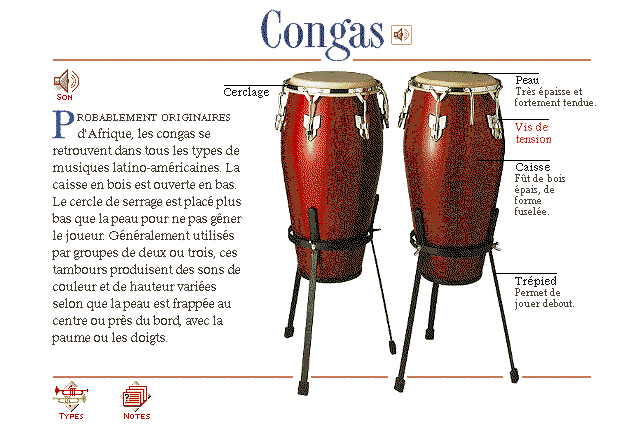 Congas
Son
PROBABLEMENT ORIGINAIRES
d'Afrique, les congas se
retrouvent dans tous les types de
musiques latino-américaines. La
caisse en bois est ouverte en bas.
Le cercle de serrage est placé plus
bas que la peau pour ne pas gêner
le joueur. Généralement utilisés
par groupes de deux ou trois, ces
tambours produisent des sons de
couleur et de hauteur variées
selon que la peau est frappée au
centre ou près du bord, avec la
paume ou les doigts.
Cerclage
Peau
Très épaisse et
fortement tendue.
Vis de
tension
Caisse
Fût de bois
épais, de
forme
fuselée.
Trépied
Permet de
jouer debout.
Types
Notes